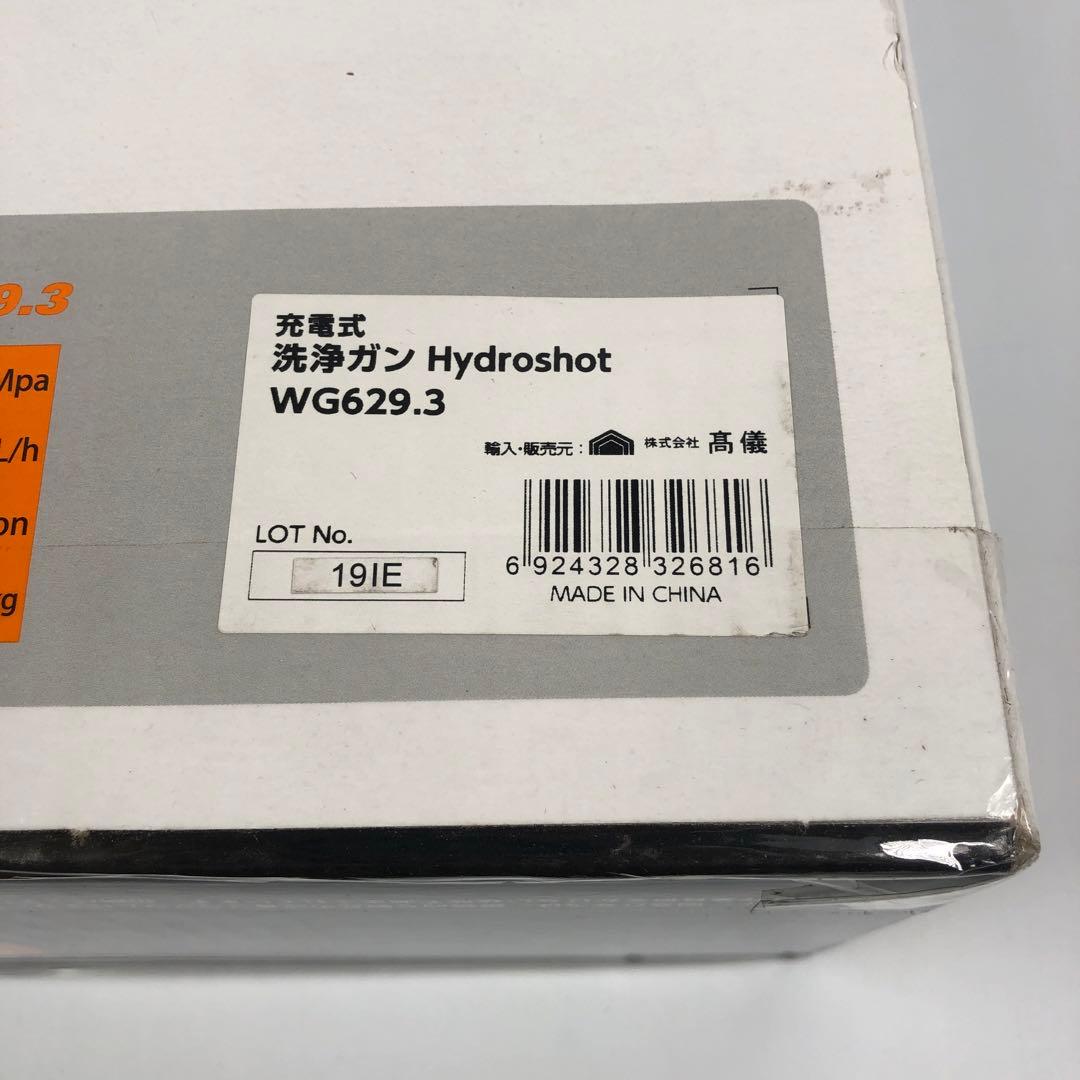 9.3
Mpa
L/h
on
kg
充電式
洗浄ガン Hydroshot
WG629.3
輸入・販売元: 株式会社 髙儀
LOT No.
19IE
6 924328 326816
MADE IN CHINA